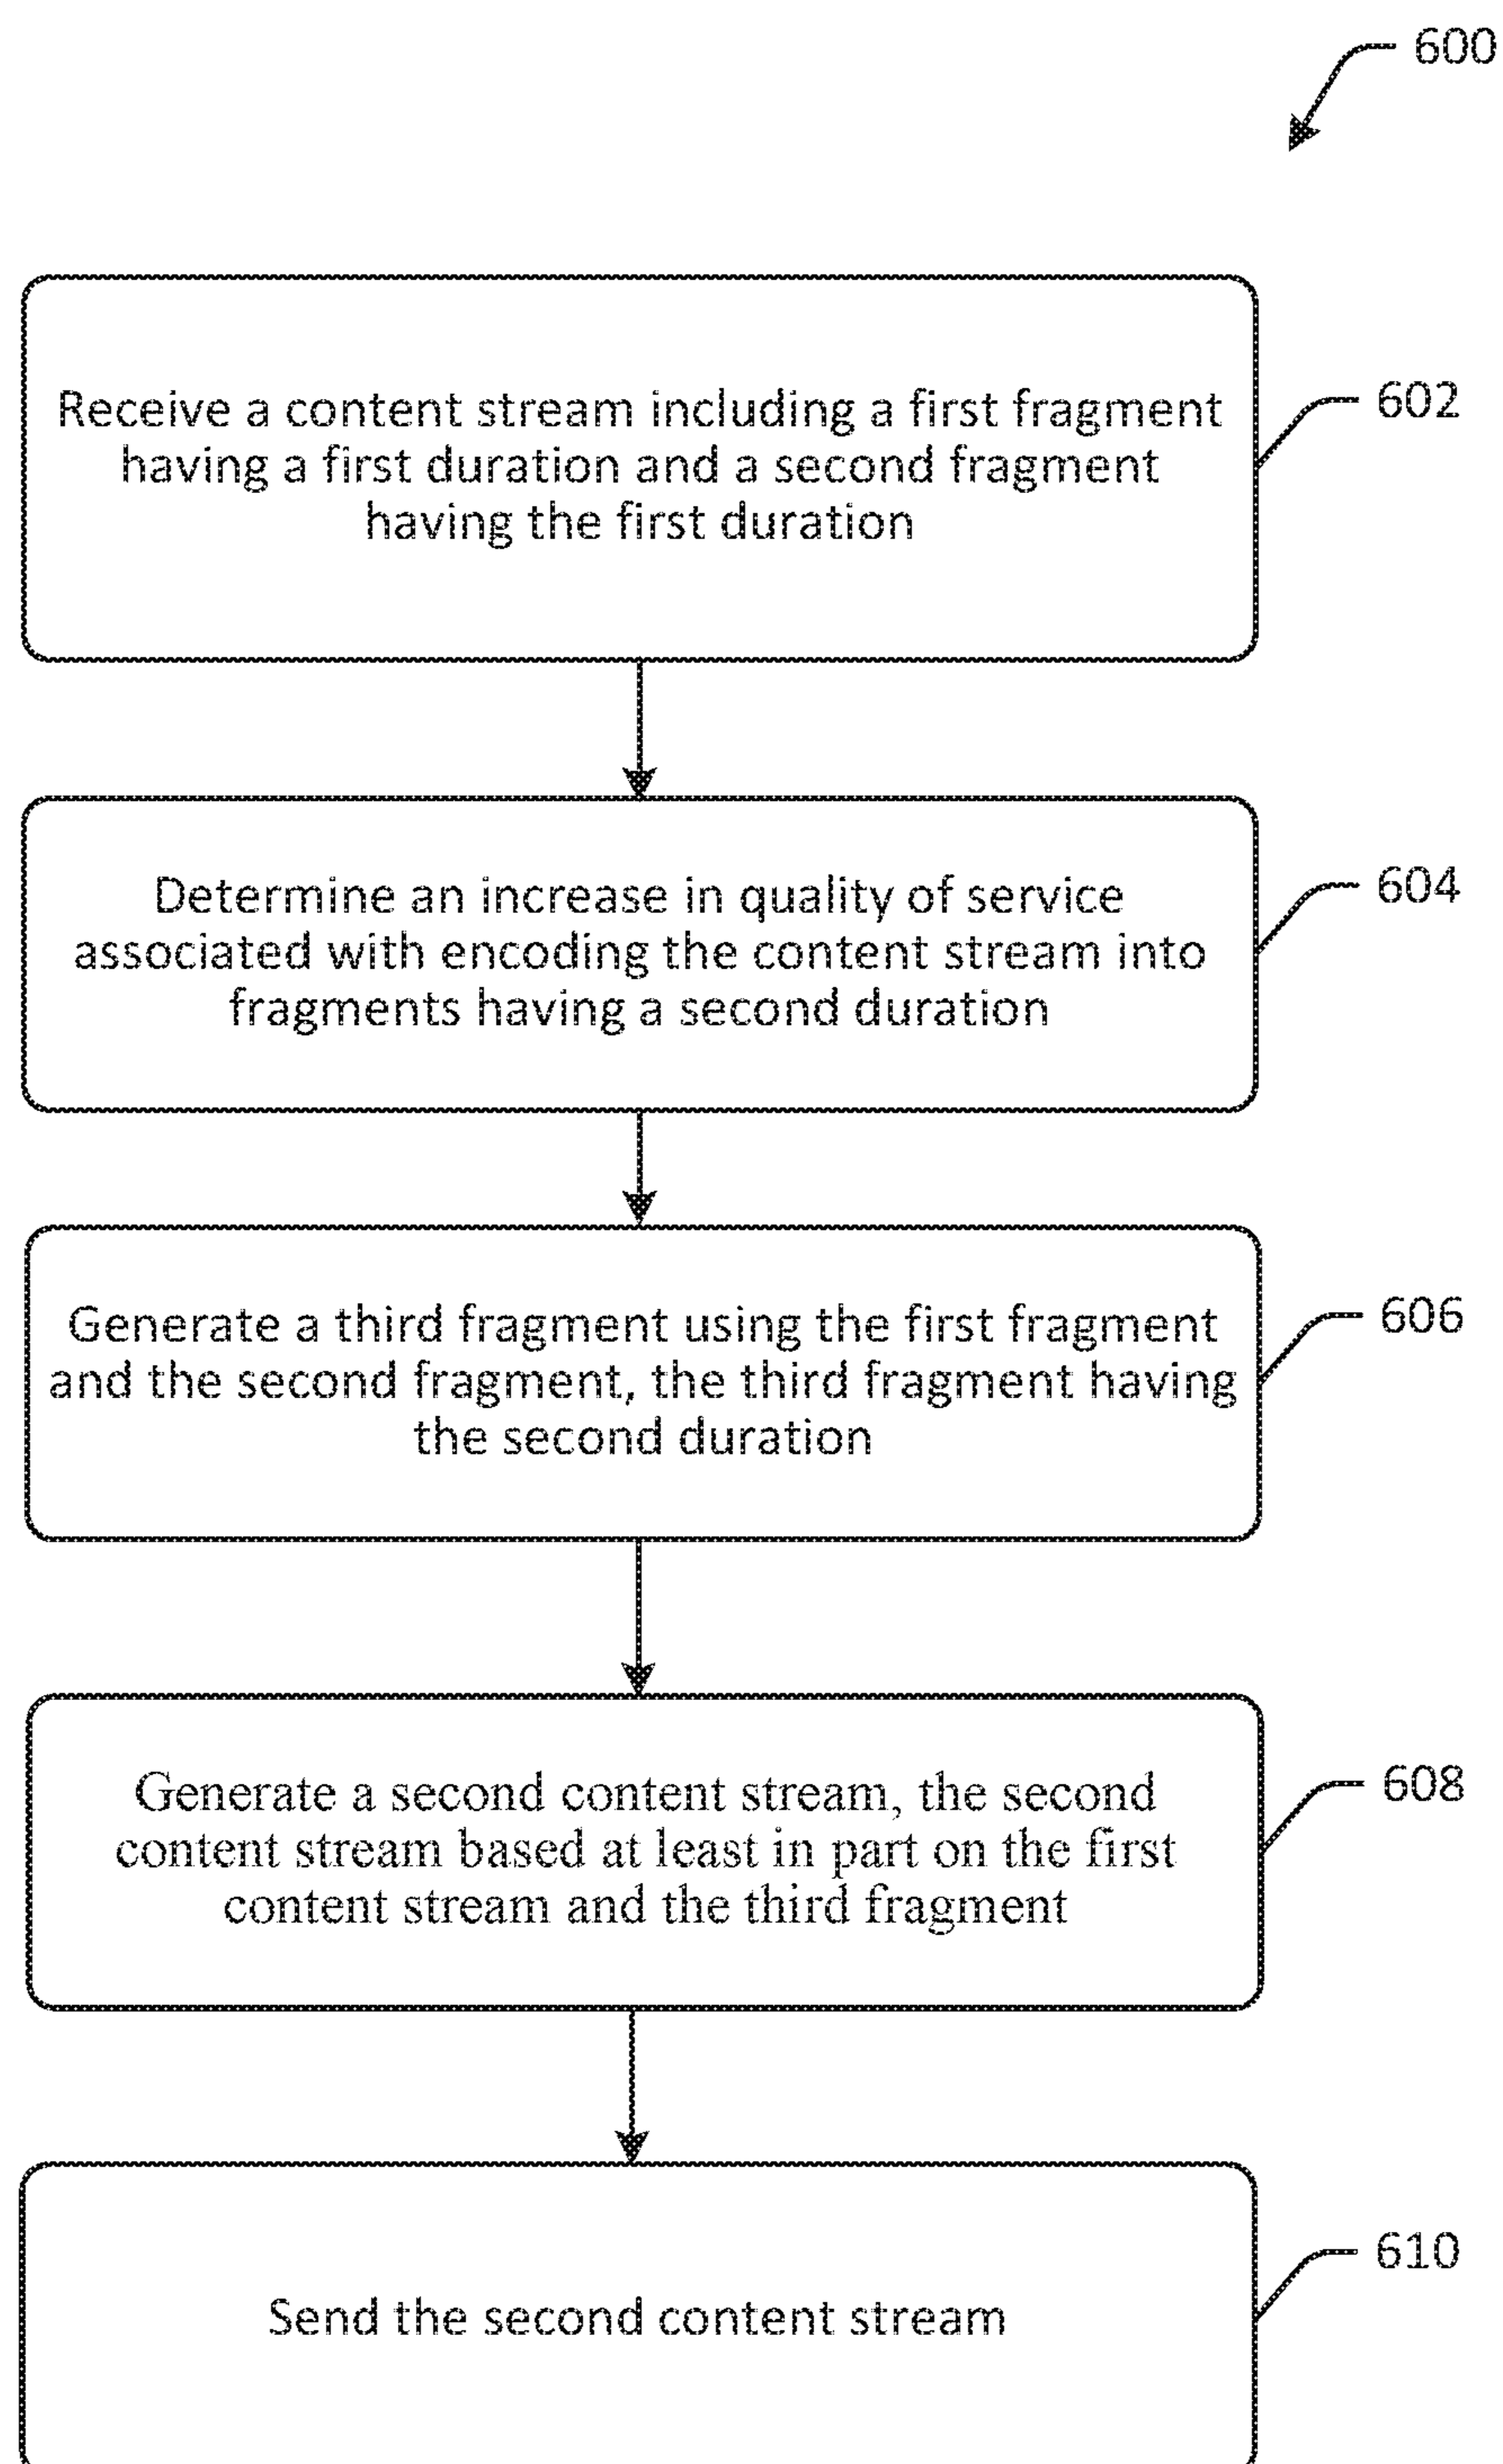 600
Receive a content stream including a first fragment
having a first duration and a second fragment
having the first duration
602
Determine an increase in quality of service
associated with encoding the content stream into
fragments having a second duration
604
Generate a third fragment using the first fragment
and the second fragment, the third fragment having
the second duration
606
Generate a second content stream, the second
content stream based at least in part on the first
content stream and the third fragment
608
Send the second content stream
610